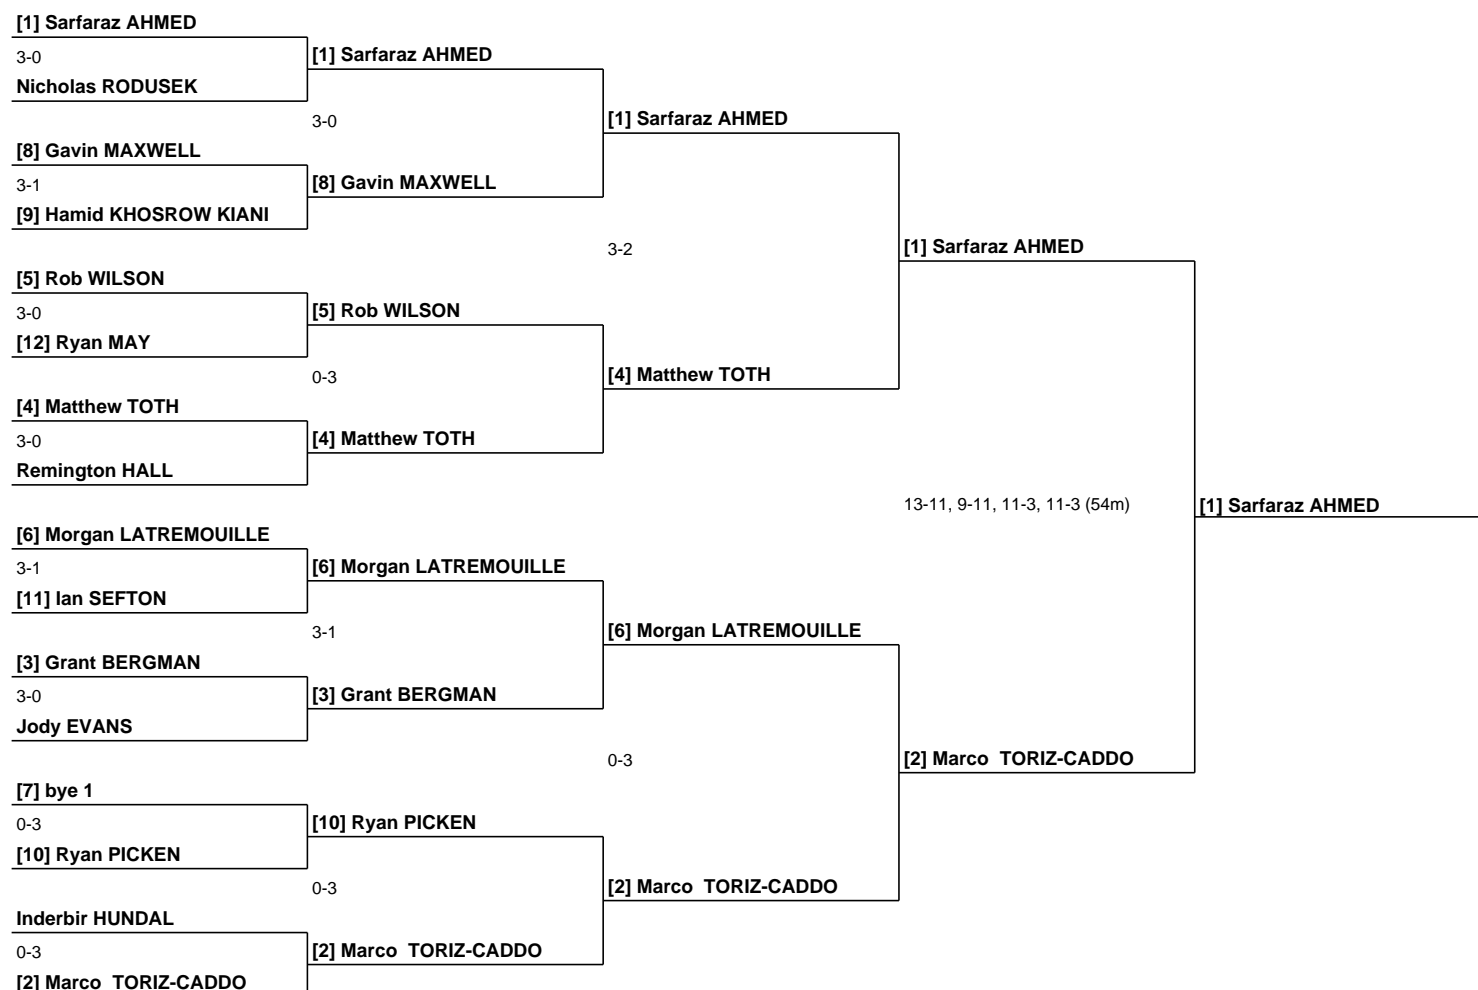 [1] Sarfaraz AHMED
3-0
[1] Sarfaraz AHMED
Nicholas RODUSEK
3-0
[1] Sarfaraz AHMED
[8] Gavin MAXWELL
3-1
[8] Gavin MAXWELL
[9] Hamid KHOSROW KIANI
3-2
[1] Sarfaraz AHMED
[5] Rob WILSON
3-0
[5] Rob WILSON
[12] Ryan MAY
0-3
[4] Matthew TOTH
[4] Matthew TOTH
3-0
[4] Matthew TOTH
Remington HALL
13-11, 9-11, 11-3, 11-3 (54m)
[1] Sarfaraz AHMED
[6] Morgan LATREMOUILLE
3-1
[6] Morgan LATREMOUILLE
[11] Ian SEFTON
3-1
[6] Morgan LATREMOUILLE
[3] Grant BERGMAN
3-0
[3] Grant BERGMAN
Jody EVANS
0-3
[2] Marco  TORIZ-CADDO
[7] bye 1
0-3
[10] Ryan PICKEN
[10] Ryan PICKEN
0-3
[2] Marco  TORIZ-CADDO
Inderbir HUNDAL
0-3
[2] Marco  TORIZ-CADDO
[2] Marco  TORIZ-CADDO